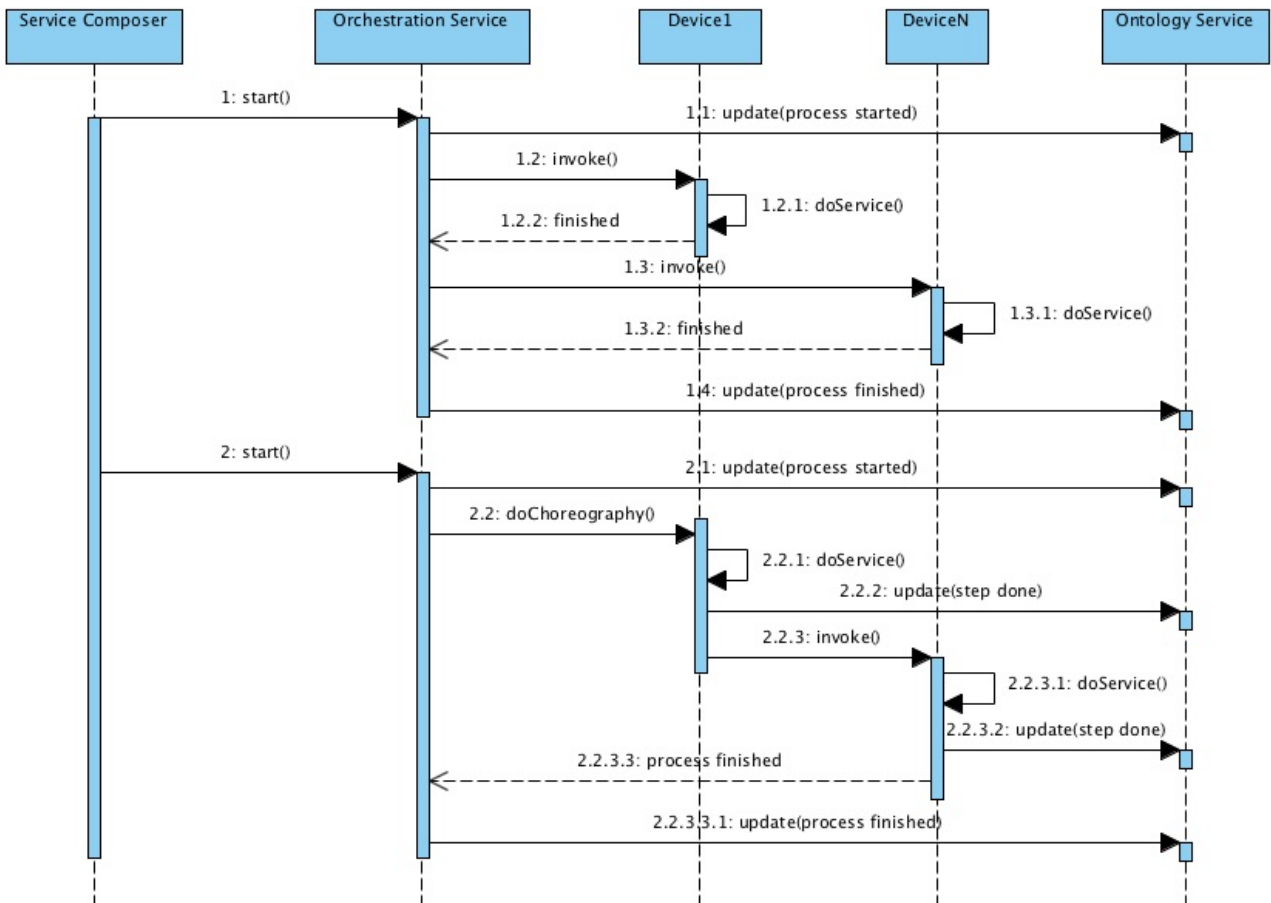 Service Composer
Orchestration Service
Device1
DeviceN
Ontology Service
1: start()
1.1: update(process started)
1.2: invoke()
1.2.1: doService()
1.2.2: finished
1.3: invoke()
1.3.1: doService()
1.3.2: finished
1.4: update(process finished)
2: start()
2.1: update(process started)
2.2: doChoreography()
2.2.1: doService()
2.2.2: update(step done)
2.2.3: invoke()
2.2.3.1: doService()
2.2.3.2: update(step done)
2.2.3.3: process finished
2.2.3.3.1: update(process finished)